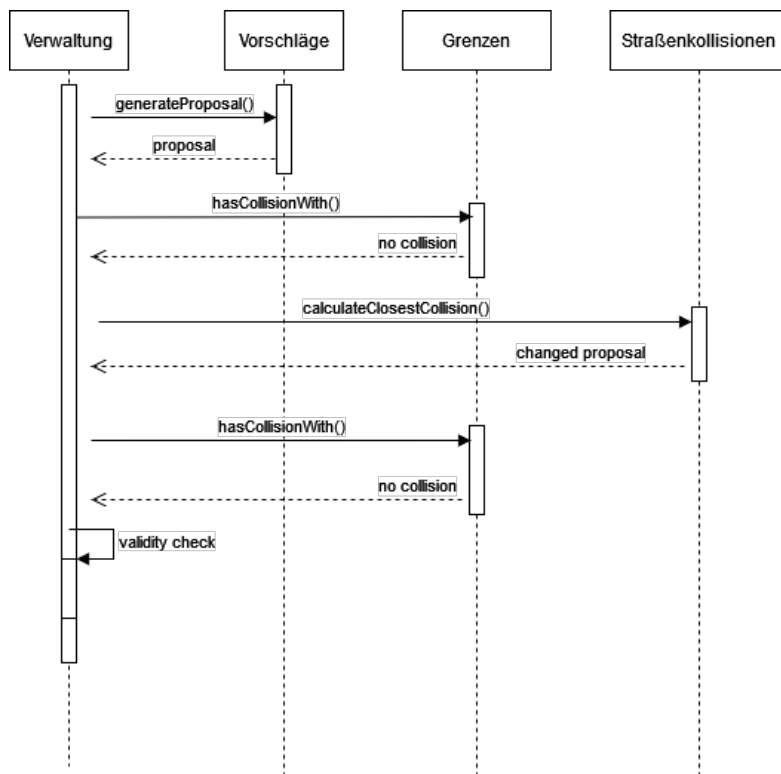 Verwaltung
Vorschläge
Grenzen
Straßenkollisionen
generateProposal()
proposal
hasCollisionWith()
no collision
calculateClosestCollision()
changed proposal
hasCollisionWith()
no collision
validity check